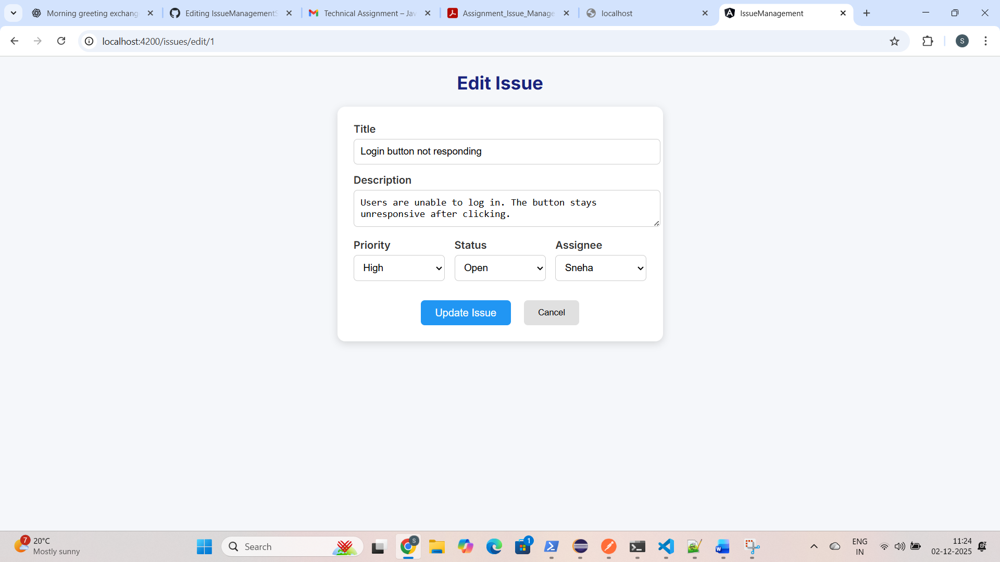 Morning greeting exchang
Editing IssueManagementS
Technical Assignment – Jav
Assignment_Issue_Manage
localhost
IssueManagement
localhost:4200/issues/edit/1
S
Edit Issue
Title
Login button not responding
Description
Users are unable to log in. The button stays
unresponsive after clicking.
Priority
Status
Assignee
High
Open
Sneha
Update Issue
Cancel
7
20°C
Mostly sunny
Search
S
1
ENG
IN
11:24
02-12-2025